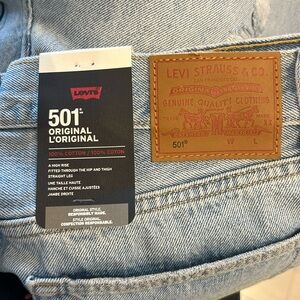 Levi's
501®
ORIGINAL
L'ORIGINAL
100% COTTON / 100% COTON
A HIGH RISE
FITTED THROUGH THE HIP AND THIGH
STRAIGHT LEG
UNE TAILLE HAUTE
HANCHE ET CUISSE AJUSTÉES
JAMBE DROITE
ORIGINAL STYLE.
RESPONSIBLY MADE.
STYLE ORIGINAL.
CONFECTION RESPONSABLE.
LEVI STRAUSS & CO.
ORIGINAL
GENUINE QUALITY CLOTHING
501® W L